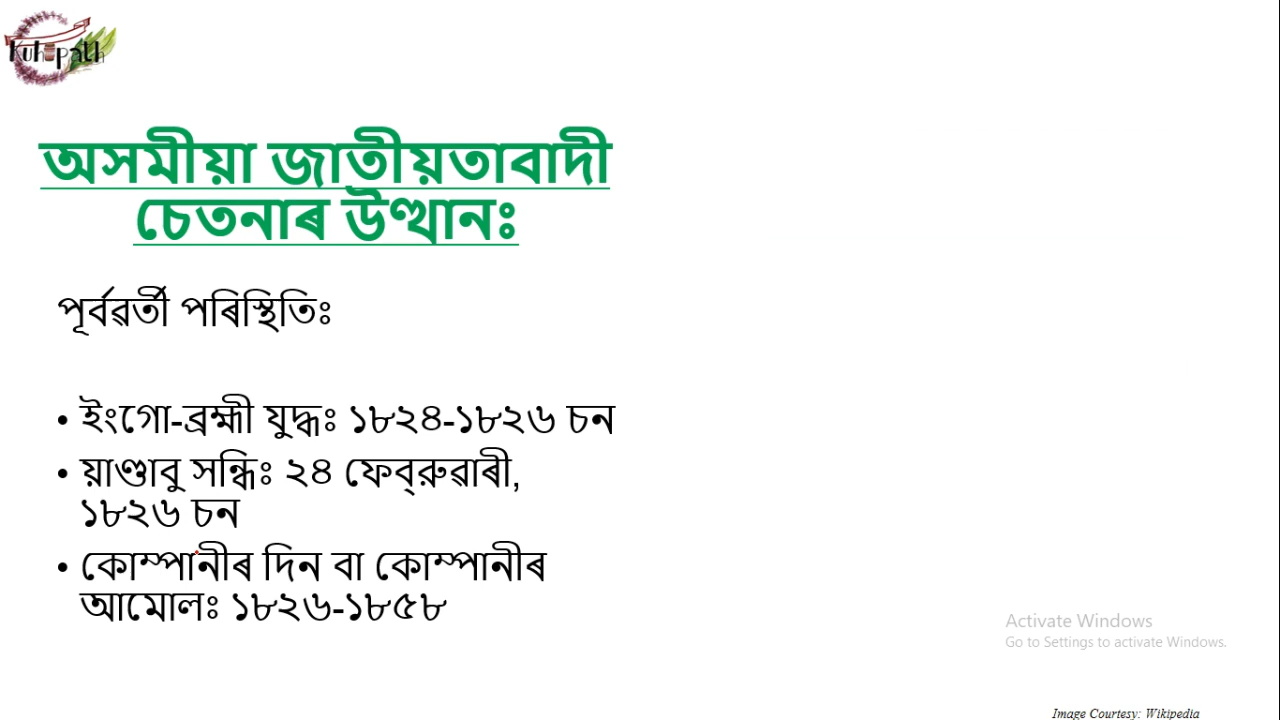 Kuhipath
অসমীয়া জাতীয়তাবাদী
চেতনাৰ উত্থানঃ
পূৰ্বৱৰ্তী পৰিস্থিতিঃ
• ইংগো-ব্ৰহ্মী যুদ্ধঃ ১৮২৪-১৮২৬ চন
• য়াণ্ডাবু সন্ধিঃ ২৪ ফেব্ৰুৱাৰী,
১৮২৬ চন
• কোম্পানীৰ দিন বা কোম্পানীৰ
আমোলঃ ১৮২৬-১৮৫৮
Activate Windows
Go to Settings to activate Windows.
Image Courtesy: Wikipedia